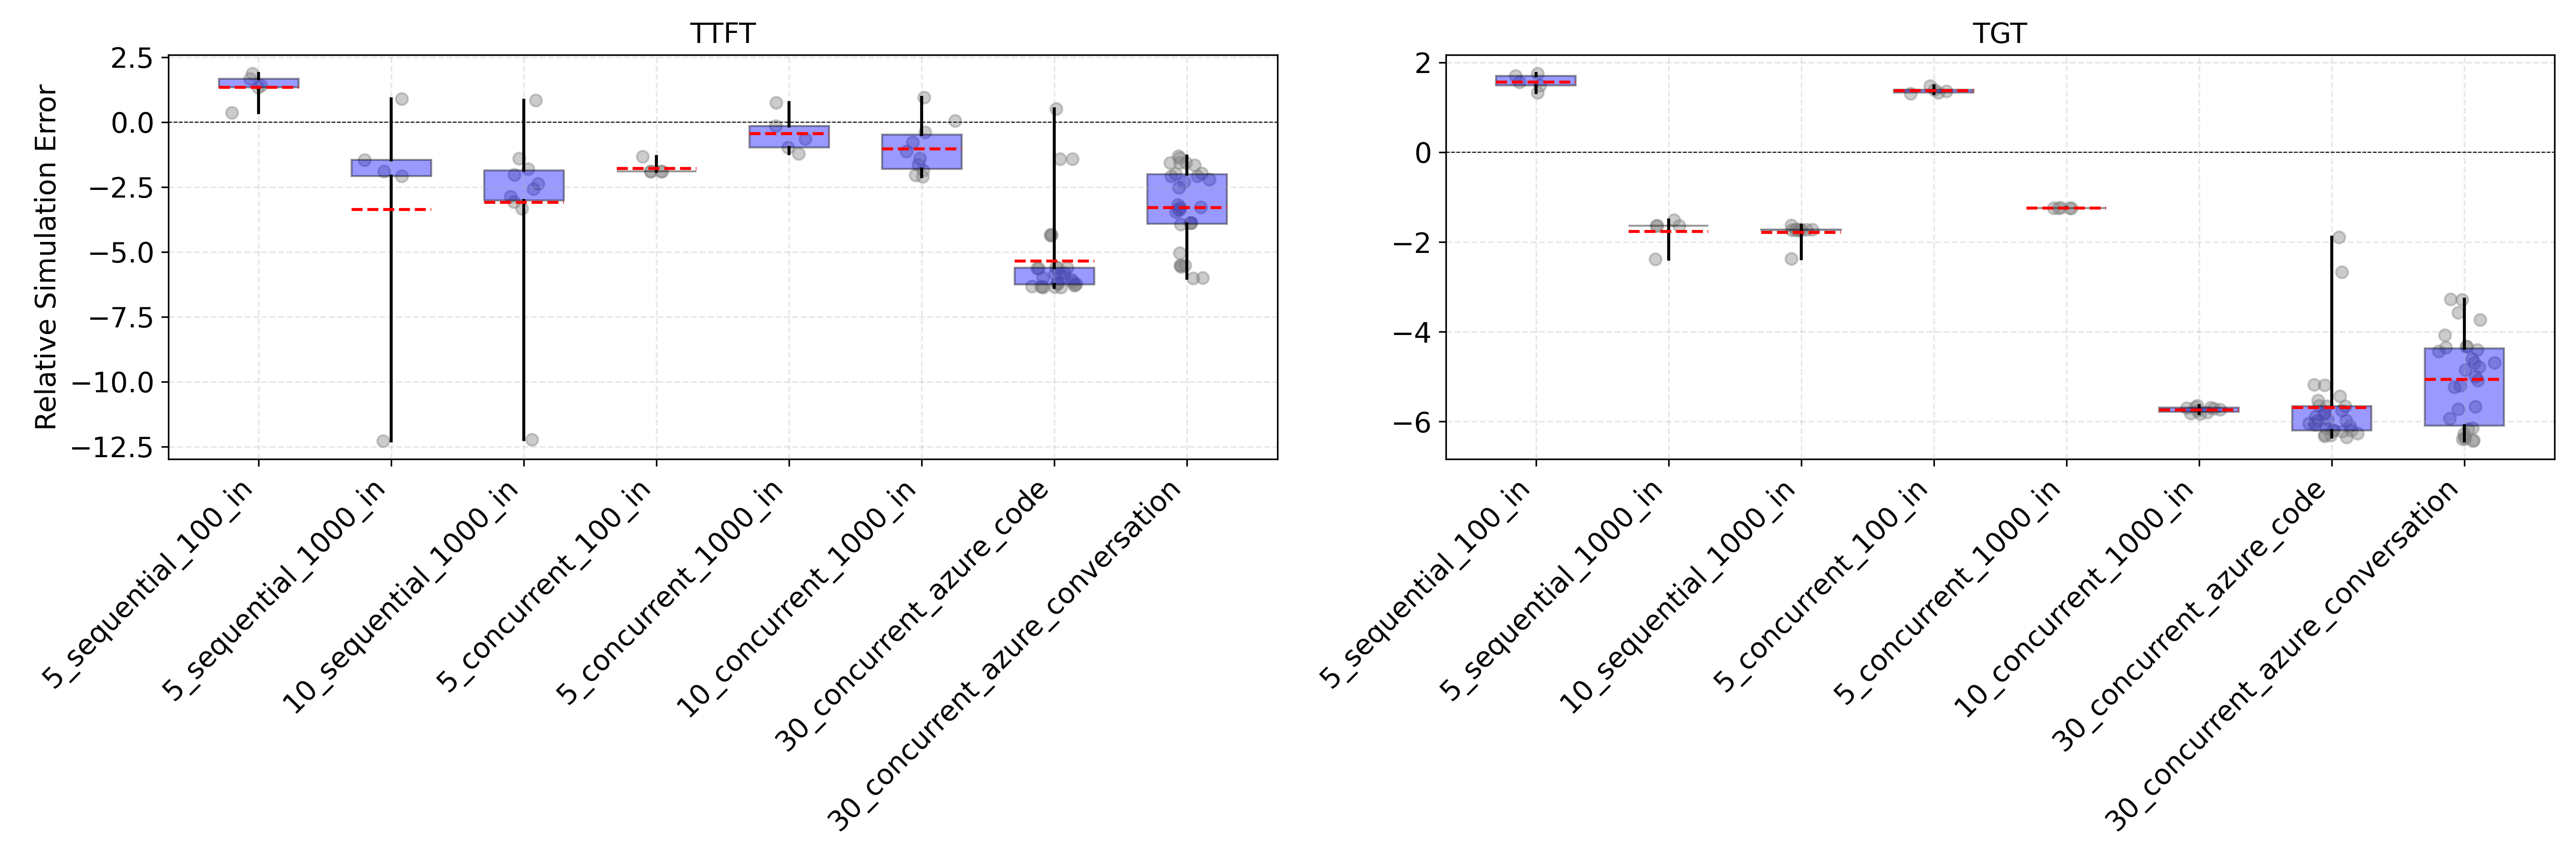 TTFT
Relative Simulation Error
2.5
0.0
−2.5
−5.0
−7.5
−10.0
−12.5
5_sequential_100_in
5_sequential_1000_in
10_sequential_1000_in
5_concurrent_100_in
5_concurrent_1000_in
10_concurrent_1000_in
30_concurrent_azure_code
30_concurrent_azure_conversation
TGT
2
0
−2
−4
−6
5_sequential_100_in
5_sequential_1000_in
10_sequential_1000_in
5_concurrent_100_in
5_concurrent_1000_in
10_concurrent_1000_in
30_concurrent_azure_code
30_concurrent_azure_conversation